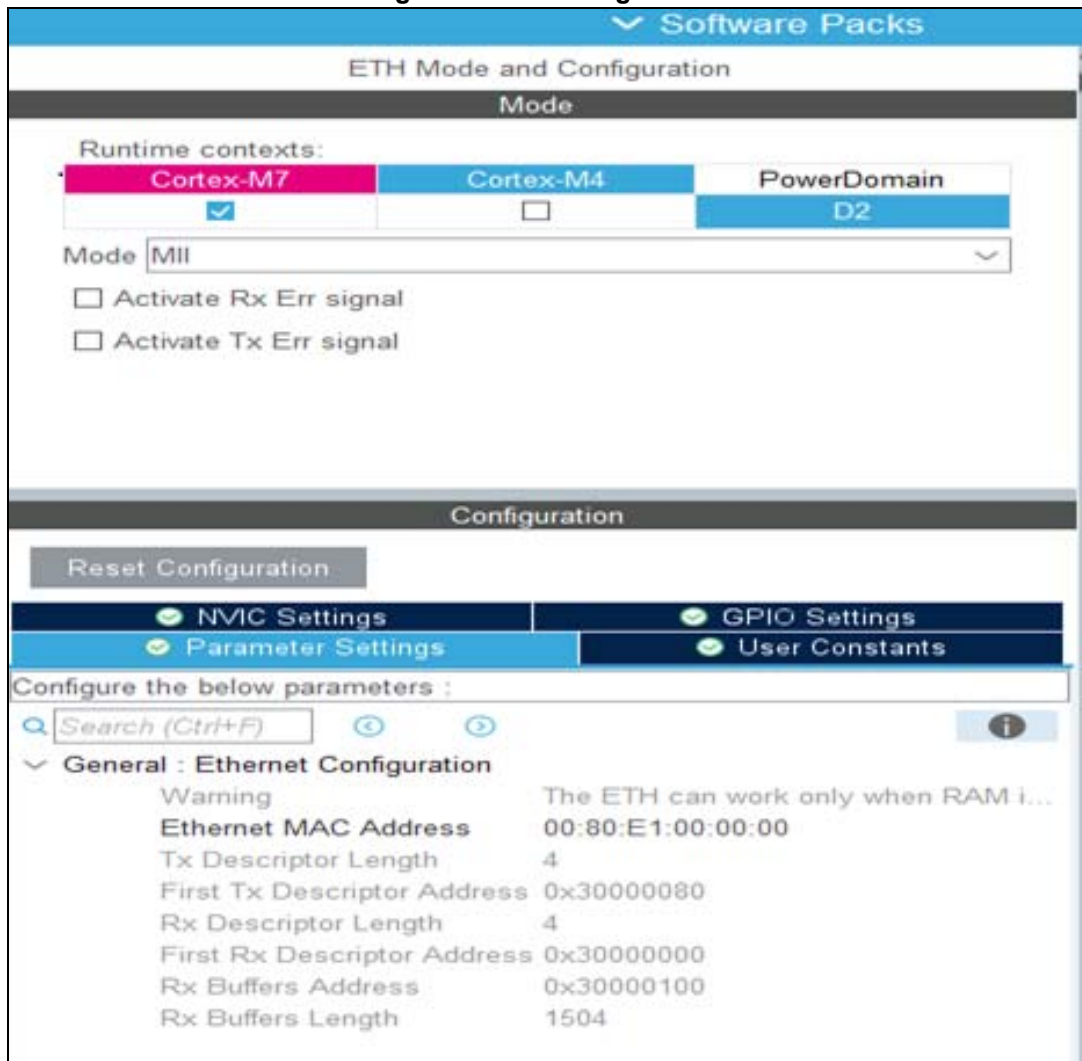 Software Packs
ETH Mode and Configuration
Mode
Runtime contexts:
Cortex-M7 Cortex-M4 PowerDomain
D2
Mode MII
Activate Rx Err signal
Activate Tx Err signal
Configuration
Reset Configuration
NVIC Settings GPIO Settings
Parameter Settings User Constants
Configure the below parameters :
Search (Ctrl+F)
General : Ethernet Configuration
Warning The ETH can work only when RAM i...
Ethernet MAC Address 00:80:E1:00:00:00
Tx Descriptor Length 4
First Tx Descriptor Address 0x30000080
Rx Descriptor Length 4
First Rx Descriptor Address 0x30000000
Rx Buffers Address 0x30000100
Rx Buffers Length 1504